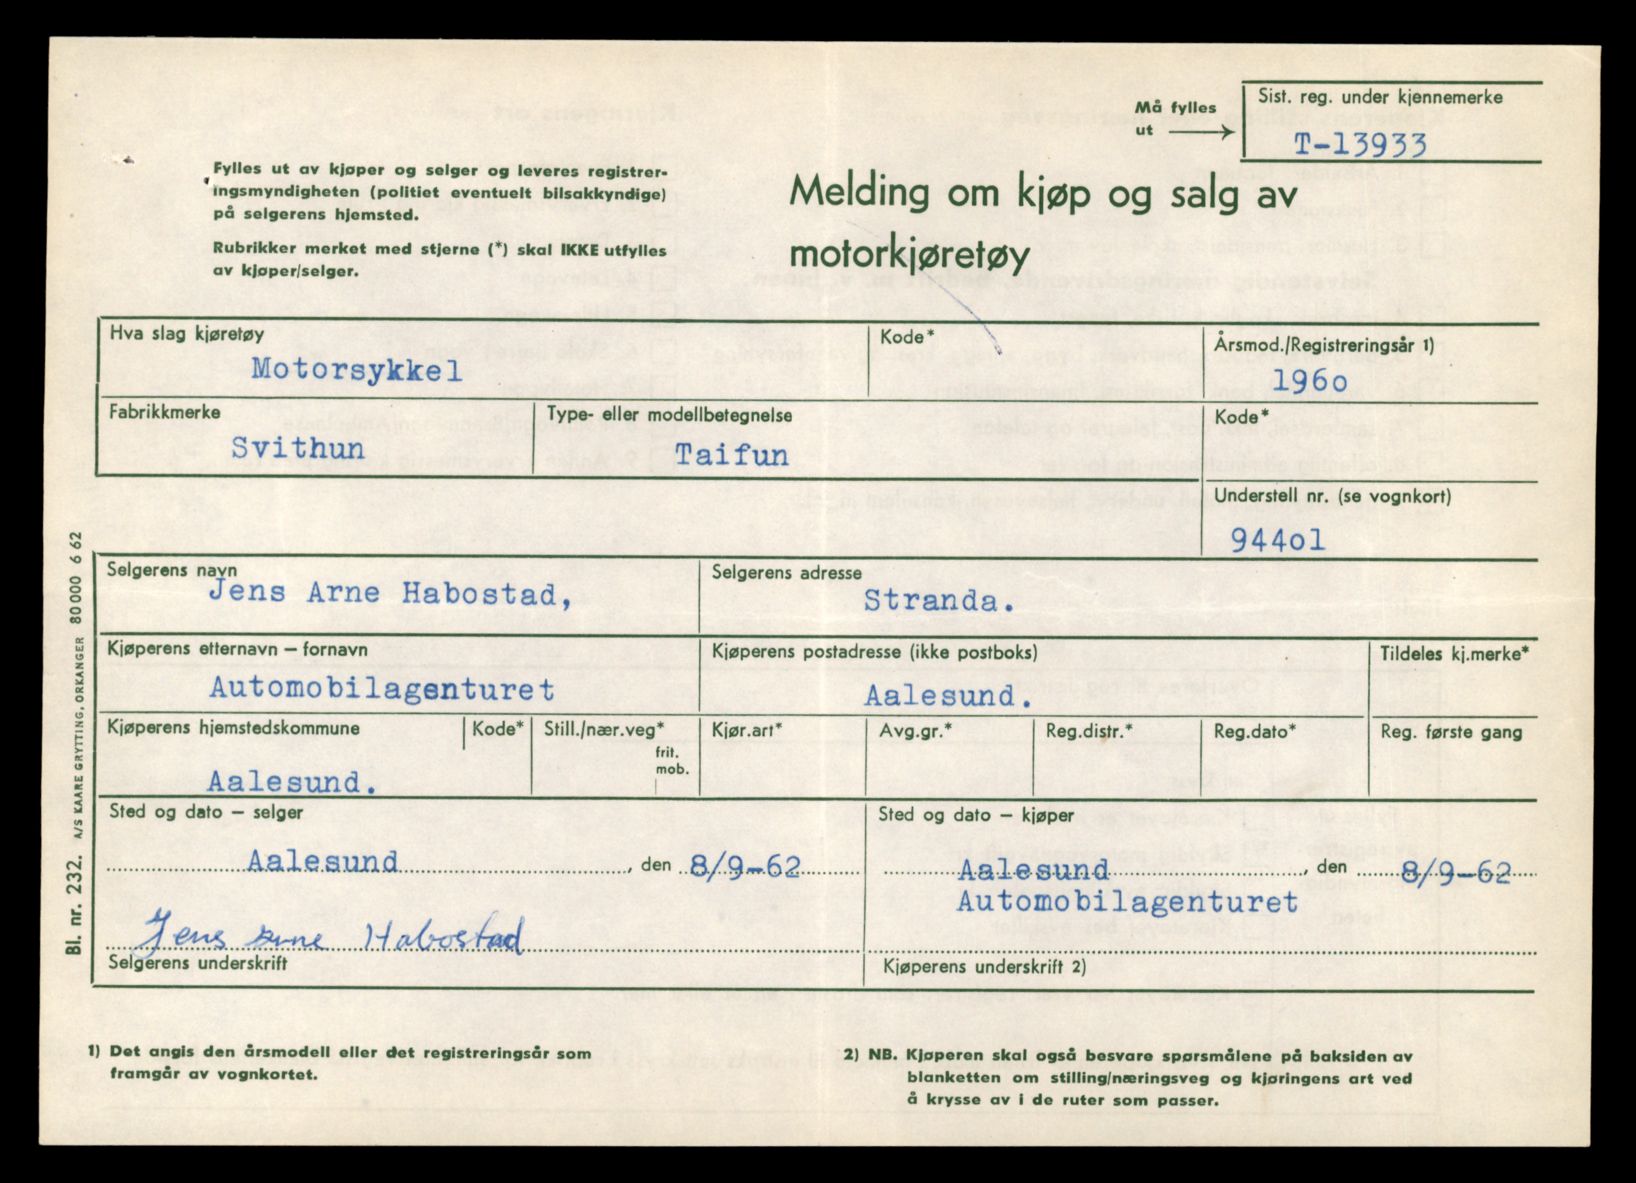 Må fylles
ut
Sist. reg. under kjennemerke
T-13933
Fylles ut av kjøper og selger og leveres registrer-
ingsmyndigheten (politiet eventuelt bilsakkyndige)
på selgerens hjemsted.
Rubrikker merket med stjerne (*) skal IKKE utfylles
av kjøper/selger.
Melding om kjøp og salg av
motorkjøretøy
Hva slag kjøretøy
Motorsykkel
Kode*
Årsmod./Registreringsår 1)
196o
Fabrikkmerke
Svithun
Type- eller modellbetegnelse
Taifun
Kode*
Understell nr. (se vognkort)
944o1
Selgerens navn
Jens Arne Habostad,
Selgerens adresse
Stranda.
Kjøperens etternavn – fornavn
Automobilagenturet
Kjøperens postadresse (ikke postboks)
Aalesund.
Tildeles kj.merke*
Kjøperens hjemstedskommune
Aalesund.
Kode*
Still./nær.veg*
frit.
mob.
Kjør.art*
Avg.gr.*
Reg.distr.*
Reg.dato*
Reg. første gang
Sted og dato – selger
Aalesund, den 8/9-62
Jens Arne Habostad
Selgerens underskrift
Sted og dato – kjøper
Aalesund, den 8/9-62
Automobilagenturet
Kjøperens underskrift 2)
Bl. nr. 232. A/S KAARE GRYTTING, ORKANGER 80 000 6 62
1) Det angis den årsmodell eller det registreringsår som
framgår av vognkortet.
2) NB. Kjøperen skal også besvare spørsmålene på baksiden av
blanketten om stilling/næringsveg og kjøringens art ved
å krysse av i de ruter som passer.